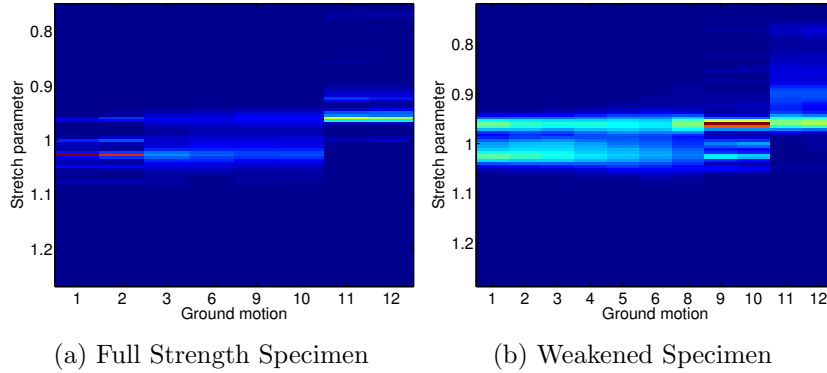 0.8
0.9
1
1.1
1.2
Stretch parameter
1 2 3 6 9 10 11 12
Ground motion
(a) Full Strength Specimen
0.8
0.9
1
1.1
1.2
Stretch parameter
1 2 3 4 5 6 8 9 10 11 12
Ground motion
(b) Weakened Specimen